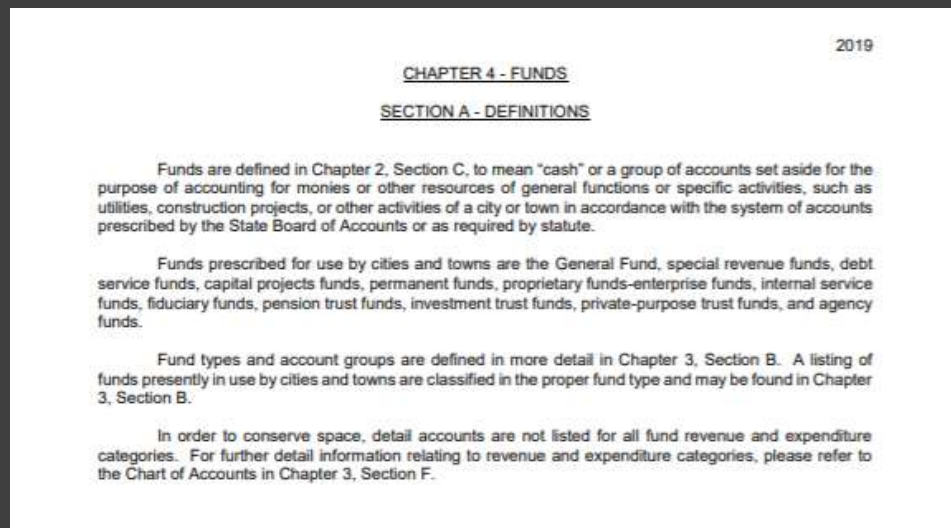 2019
CHAPTER 4 - FUNDS
SECTION A - DEFINITIONS
Funds are defined in Chapter 2, Section C, to mean "cash" or a group of accounts set aside for the
purpose of accounting for monies or other resources of general functions or specific activities, such as
utilities, construction projects, or other activities of a city or town in accordance with the system of accounts
prescribed by the State Board of Accounts or as required by statute.
Funds prescribed for use by cities and towns are the General Fund, special revenue funds, debt
service funds, capital projects funds, permanent funds, proprietary funds-enterprise funds, internal service
funds, fiduciary funds, pension trust funds, investment trust funds, private-purpose trust funds, and agency
funds.
Fund types and account groups are defined in more detail in Chapter 3, Section B. A listing of
funds presently in use by cities and towns are classified in the proper fund type and may be found in Chapter
3, Section B.
In order to conserve space, detail accounts are not listed for all fund revenue and expenditure
categories. For further detail information relating to revenue and expenditure categories, please refer to
the Chart of Accounts in Chapter 3, Section F.